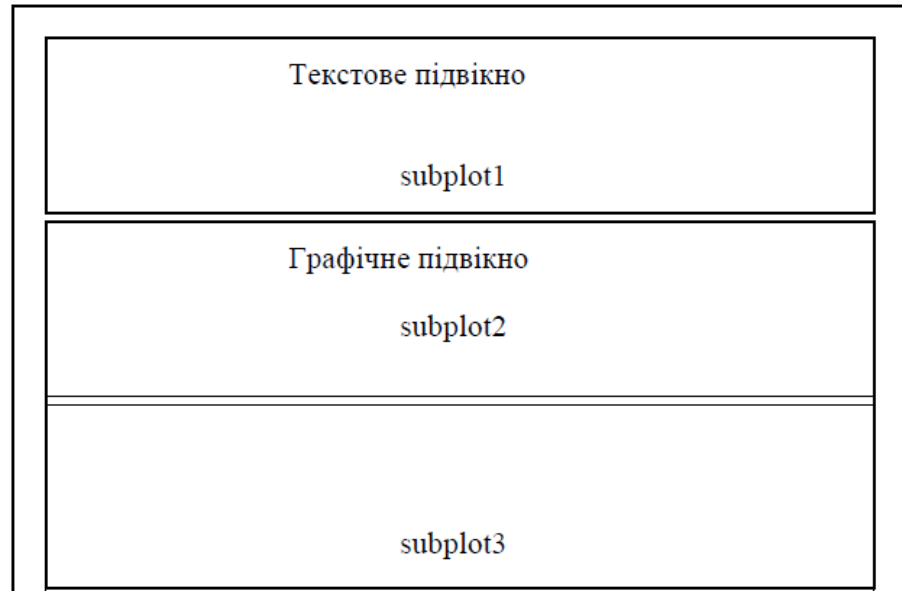 Текстове підвікно
subplot1
Графічне підвікно
subplot2
subplot3